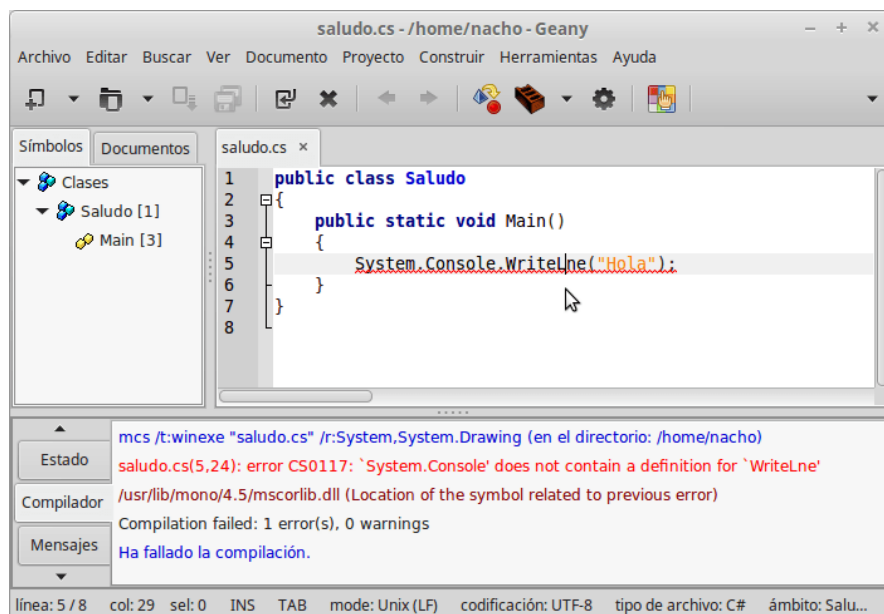 saludo.cs - /home/nacho - Geany
Archivo Editar Buscar Ver Documento Proyecto Construir Herramientas Ayuda
Símbolos Documentos
Clases
Saludo [1]
Main [3]
saludo.cs
1 public class Saludo
2 {
3 public static void Main()
4 {
5 System.Console.WriteLne("Hola");
6 }
7 }
8
Estado
Compilador
Mensajes
mcs /t:winexe "saludo.cs" /r:System,System.Drawing (en el directorio: /home/nacho)
saludo.cs(5,24): error CS0117: `System.Console' does not contain a definition for `WriteLne'
/usr/lib/mono/4.5/mscorlib.dll (Location of the symbol related to previous error)
Compilation failed: 1 error(s), 0 warnings
Ha fallado la compilación.
línea: 5 / 8 col: 29 sel: 0 INS TAB modo: Unix (LF) codificación: UTF-8 tipo de archivo: C# ámbito: Salu...